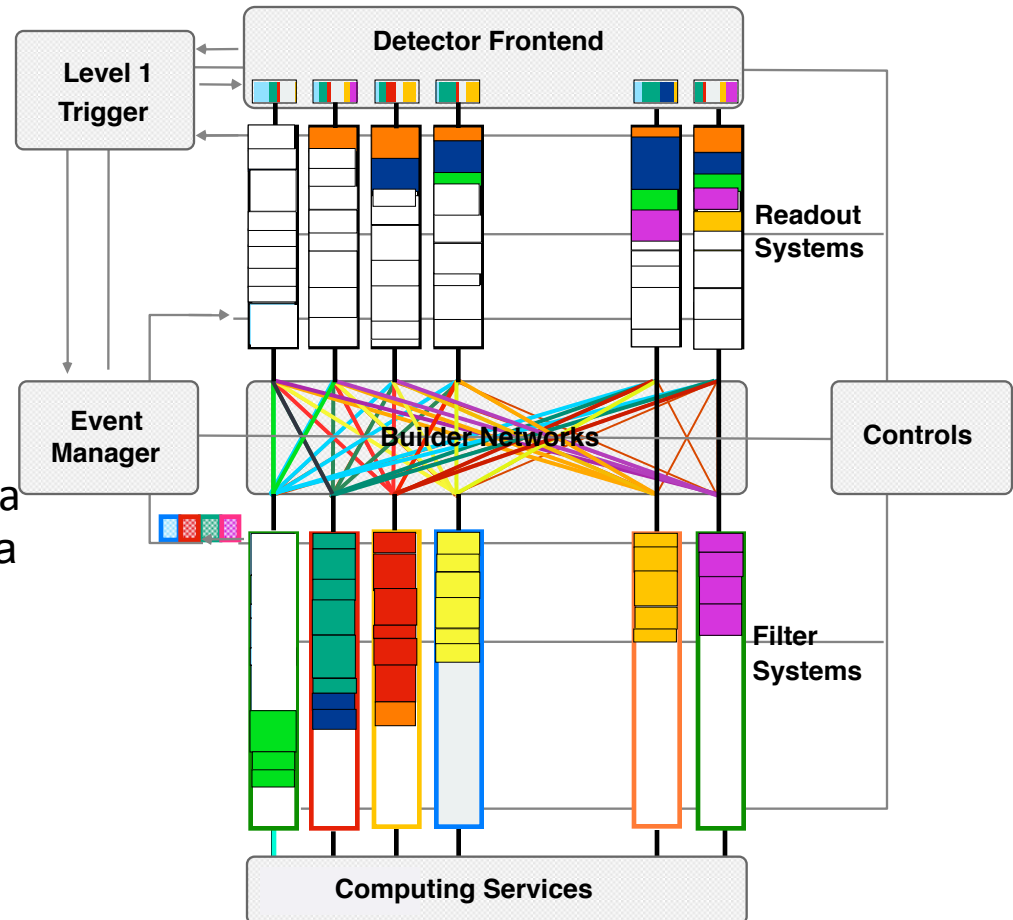 Detector Frontend
Level 1
Trigger
Readout
Systems
Event
Manager
Builder Networks
Controls
a
a
Filter
Systems
Computing Services